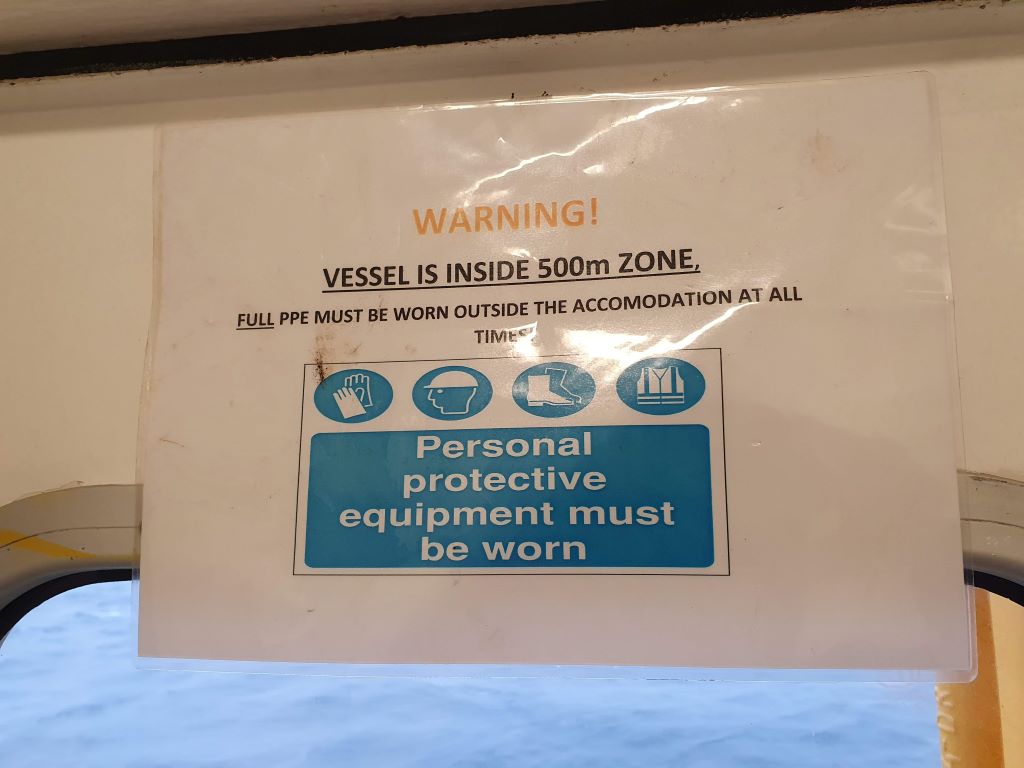 WARNING!
VESSEL IS INSIDE 500m ZONE,
FULL PPE MUST BE WORN OUTSIDE THE ACCOMODATION AT ALL
TIMES!
Personal
protective
equipment must
be worn